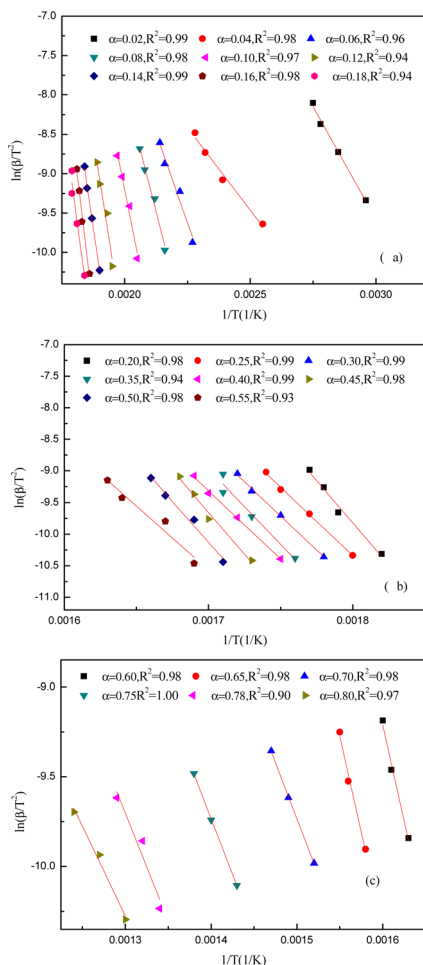 -7.0
α=0.02,R²=0.99 α=0.04,R²=0.98 α=0.06,R²=0.96
-7.5
α=0.08,R²=0.98 α=0.10,R²=0.97 α=0.12,R²=0.94
α=0.14,R²=0.99 α=0.16,R²=0.98 α=0.18,R²=0.94
-8.0
-8.5
ln(β/T²)
-9.0
-9.5
-10.0
( a)
0.0020 0.0025 0.0030
1/T(1/K)
-7.0
α=0.20,R²=0.98 α=0.25,R²=0.99 α=0.30,R²=0.99
-7.5
α=0.35,R²=0.94 α=0.40,R²=0.99 α=0.45,R²=0.98
-8.0
α=0.50,R²=0.98 α=0.55,R²=0.93
-8.5
ln(β/T²)
-9.0
-9.5
-10.0
-10.5
( b)
-11.0
0.0016 0.0017 0.0018
1/T(1/K)
α=0.60,R²=0.98 α=0.65,R²=0.98 α=0.70,R²=0.98
-9.0
α=0.75R²=1.00 α=0.78,R²=0.90 α=0.80,R²=0.97
ln(β/T²)
-9.5
-10.0
(c)
0.0013 0.0014 0.0015 0.0016
1/T(1/K)